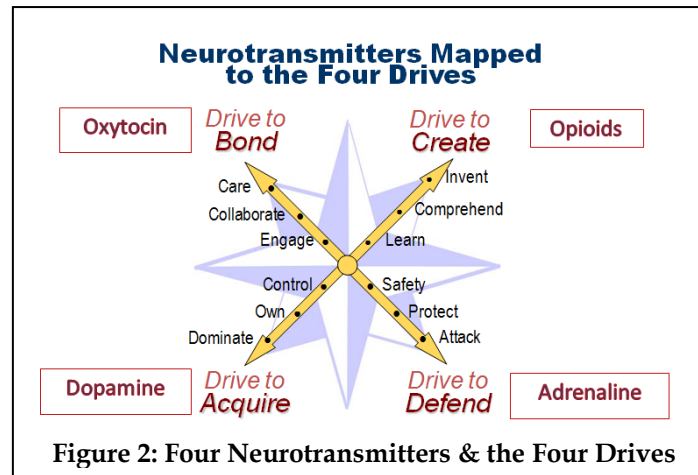 Neurotransmitters Mapped
to the Four Drives
Oxytocin
Drive to
Bond
Drive to
Create
Opioids
Care
Collaborate
Engage
Invent
Comprehend
Learn
Control
Own
Dominate
Safety
Protect
Attack
Dopamine
Drive to
Acquire
Drive to
Defend
Adrenaline
Figure 2: Four Neurotransmitters & the Four Drives